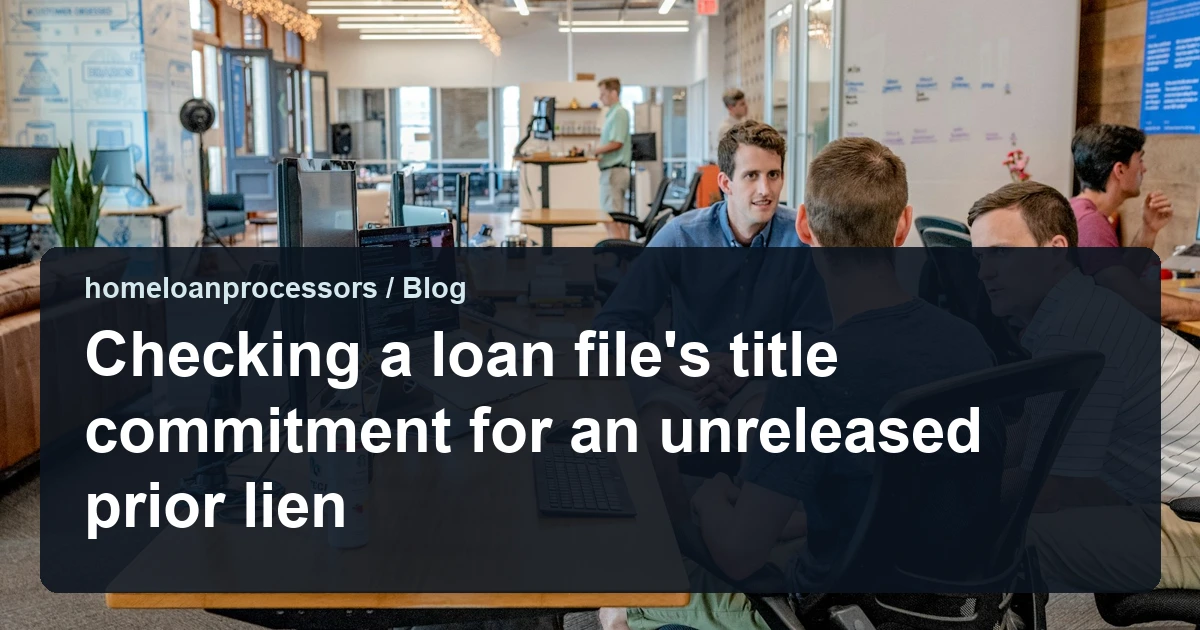 homeloanprocessors / Blog
Checking a loan file's title
commitment for an unreleased
prior lien